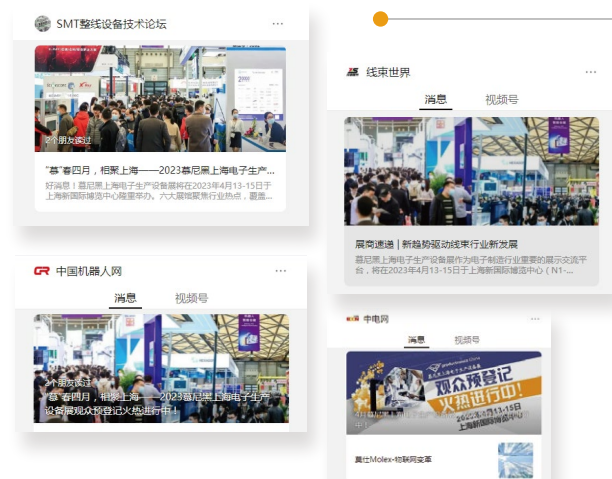 SMT整线设备技术论坛
2个朋友读过
“慕”春四月，相聚上海——2023慕尼黑上海电子生产...
好消息！慕尼黑上海电子生产设备展将在2023年4月13-15日于
上海新国际博览中心隆重举办。六大展馆聚焦行业热点，覆盖...
线束世界
消息 视频号
展商速递 | 新趋势驱动线束行业新发展
慕尼黑上海电子生产设备展作为电子制造行业重要的展示交流平
台，将在2023年4月13-15日于上海新国际博览中心（N1-...
中国机器人网
消息 视频号
2个朋友读过
“慕”春四月，相聚上海——2023慕尼黑上海电子生产
设备展观众预登记火热进行中！
中电网
消息 视频号
观众预登记
火热进行中!
2023年4月13-15日
上海新国际博览中心
莫仕Molex-物联网变革